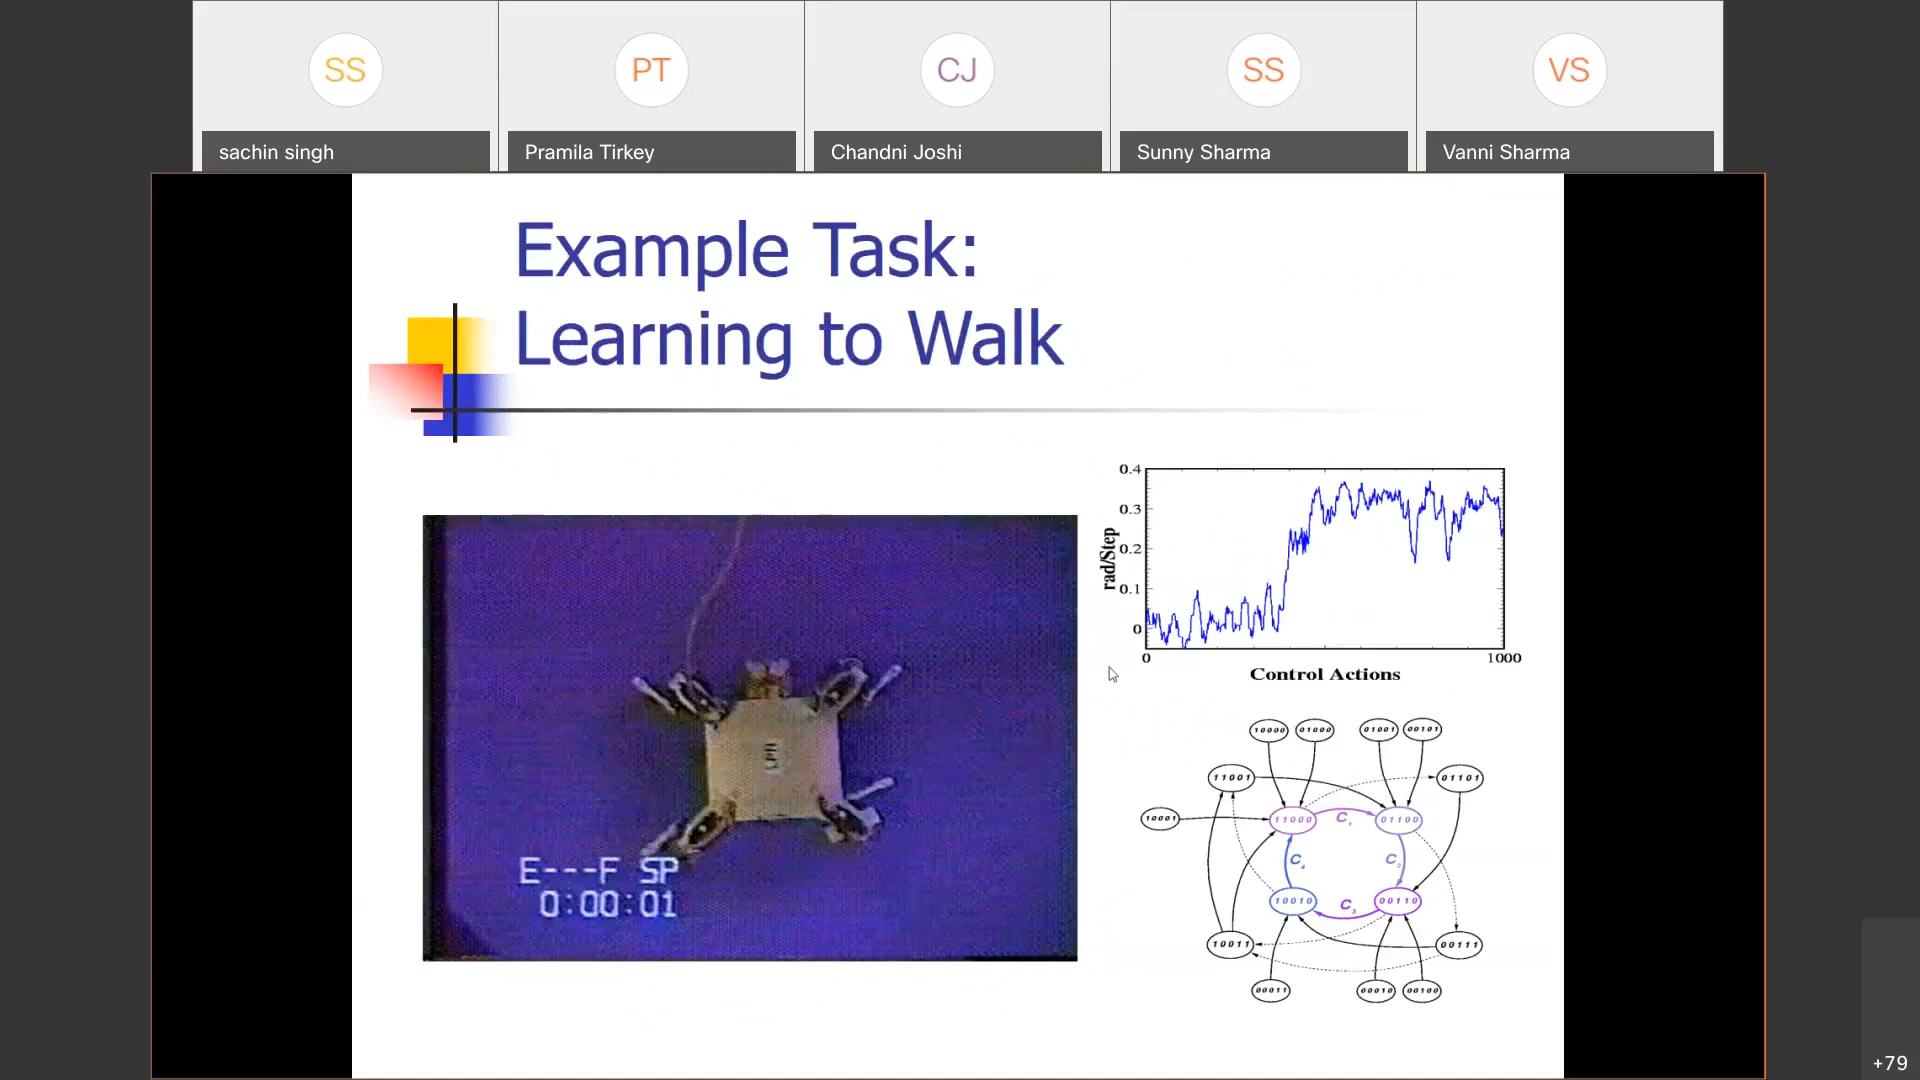 SS
PT
CJ
SS
VS
sachin singh
Pramila Tirkey
Chandni Joshi
Sunny Sharma
Vanni Sharma
Example Task:
Learning to Walk
0.4
0.3
0.2
0.1
0
rad/Step
0
1000
Control Actions
E---F SP
0:00:01
10000
01000
01001
00101
11001
01101
10001
11000
C1
01100
C4
C2
10010
C3
00110
10011
00111
00011
00010
00100
+79